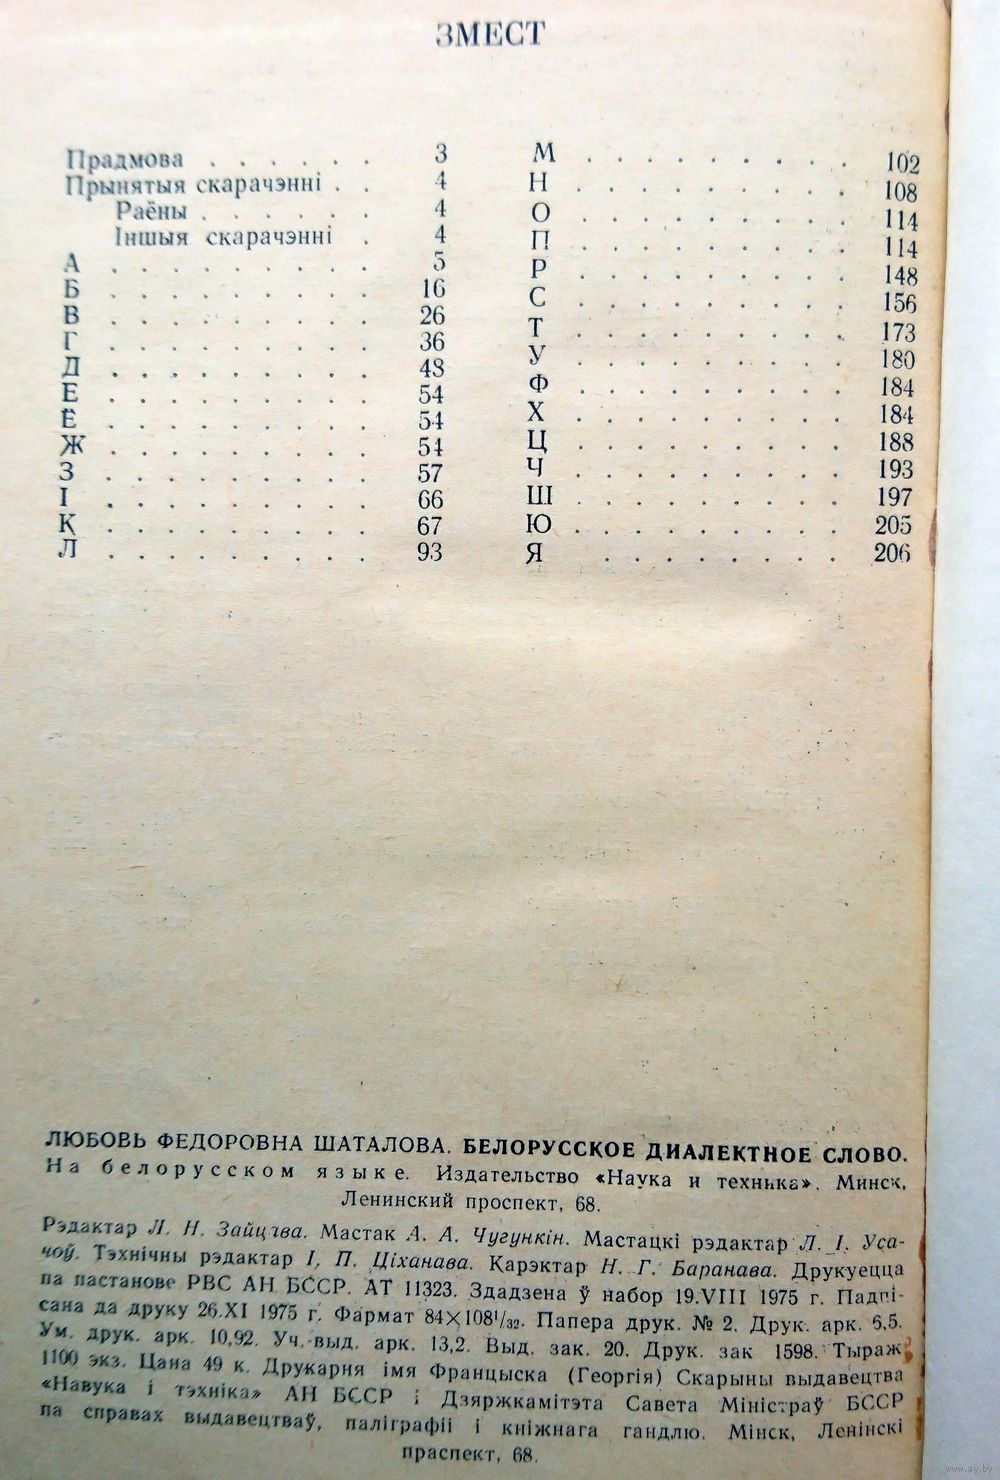 ЗМЕСТ
Прадмова . . . . . . 3
Прынятыя скарачэнні . . 4
Раёны . . . . . . 4
Іншыя скарачэнні . 4
А . . . . . . . . . . 5
Б . . . . . . . . . . 16
В . . . . . . . . . . 26
Г . . . . . . . . . . 36
Д . . . . . . . . . . 48
Е . . . . . . . . . . 54
Ё . . . . . . . . . . 54
Ж . . . . . . . . . . 54
З . . . . . . . . . . 57
І . . . . . . . . . . 66
К . . . . . . . . . . 67
Л . . . . . . . . . . 93
М . . . . . . . . . 102
Н . . . . . . . . . . 108
О . . . . . . . . . . 114
П . . . . . . . . . . 114
Р . . . . . . . . . . 148
С . . . . . . . . . . 156
Т . . . . . . . . . . 173
У . . . . . . . . . . 180
Ф . . . . . . . . . . 184
Х . . . . . . . . . . 184
Ц . . . . . . . . . . 188
Ч . . . . . . . . . . 193
Ш . . . . . . . . . . 197
Ю . . . . . . . . . . 205
Я . . . . . . . . . 206
ЛЮБОВЬ ФЕДОРОВНА ШАТАЛОВА. БЕЛОРУССКОЕ ДИАЛЕКТНОЕ СЛОВО.
На белорусском языке. Издательство «Наука и техника». Минск,
Ленинский проспект, 68.
Рэдактар Л. Н. Зайцава. Мастак А. А. Чугункін. Мастацкі рэдактар Л. І. Уса-
чоў. Тэхнічны рэдактар І. П. Ціханава. Карэктар Н. Г. Баранава. Друкуецца
па пастанове РВС АН БССР. АТ 11323. Здадзена ў набор 19.VIII 1975 г. Падпі-
сана да друку 26.XI 1975 г. Фармат 84×108¹/₃₂. Папера друк. № 2. Друк. арк. 6,5.
Ум. друк. арк. 10,92. Уч.-выд. арк. 13,2. Выд. зак. 20. Друк. зак 1598. Тыраж
1100 экз. Цана 49 к. Друкарня імя Францыска (Георгія) Скарыны выдавецтва
«Навука і тэхніка» АН БССР і Дзяржкамітэта Савета Міністраў БССР
па справах выдавецтваў, паліграфіі і кніжнага гандлю. Мінск, Ленінскі
праспект, 68.
www.ay.by